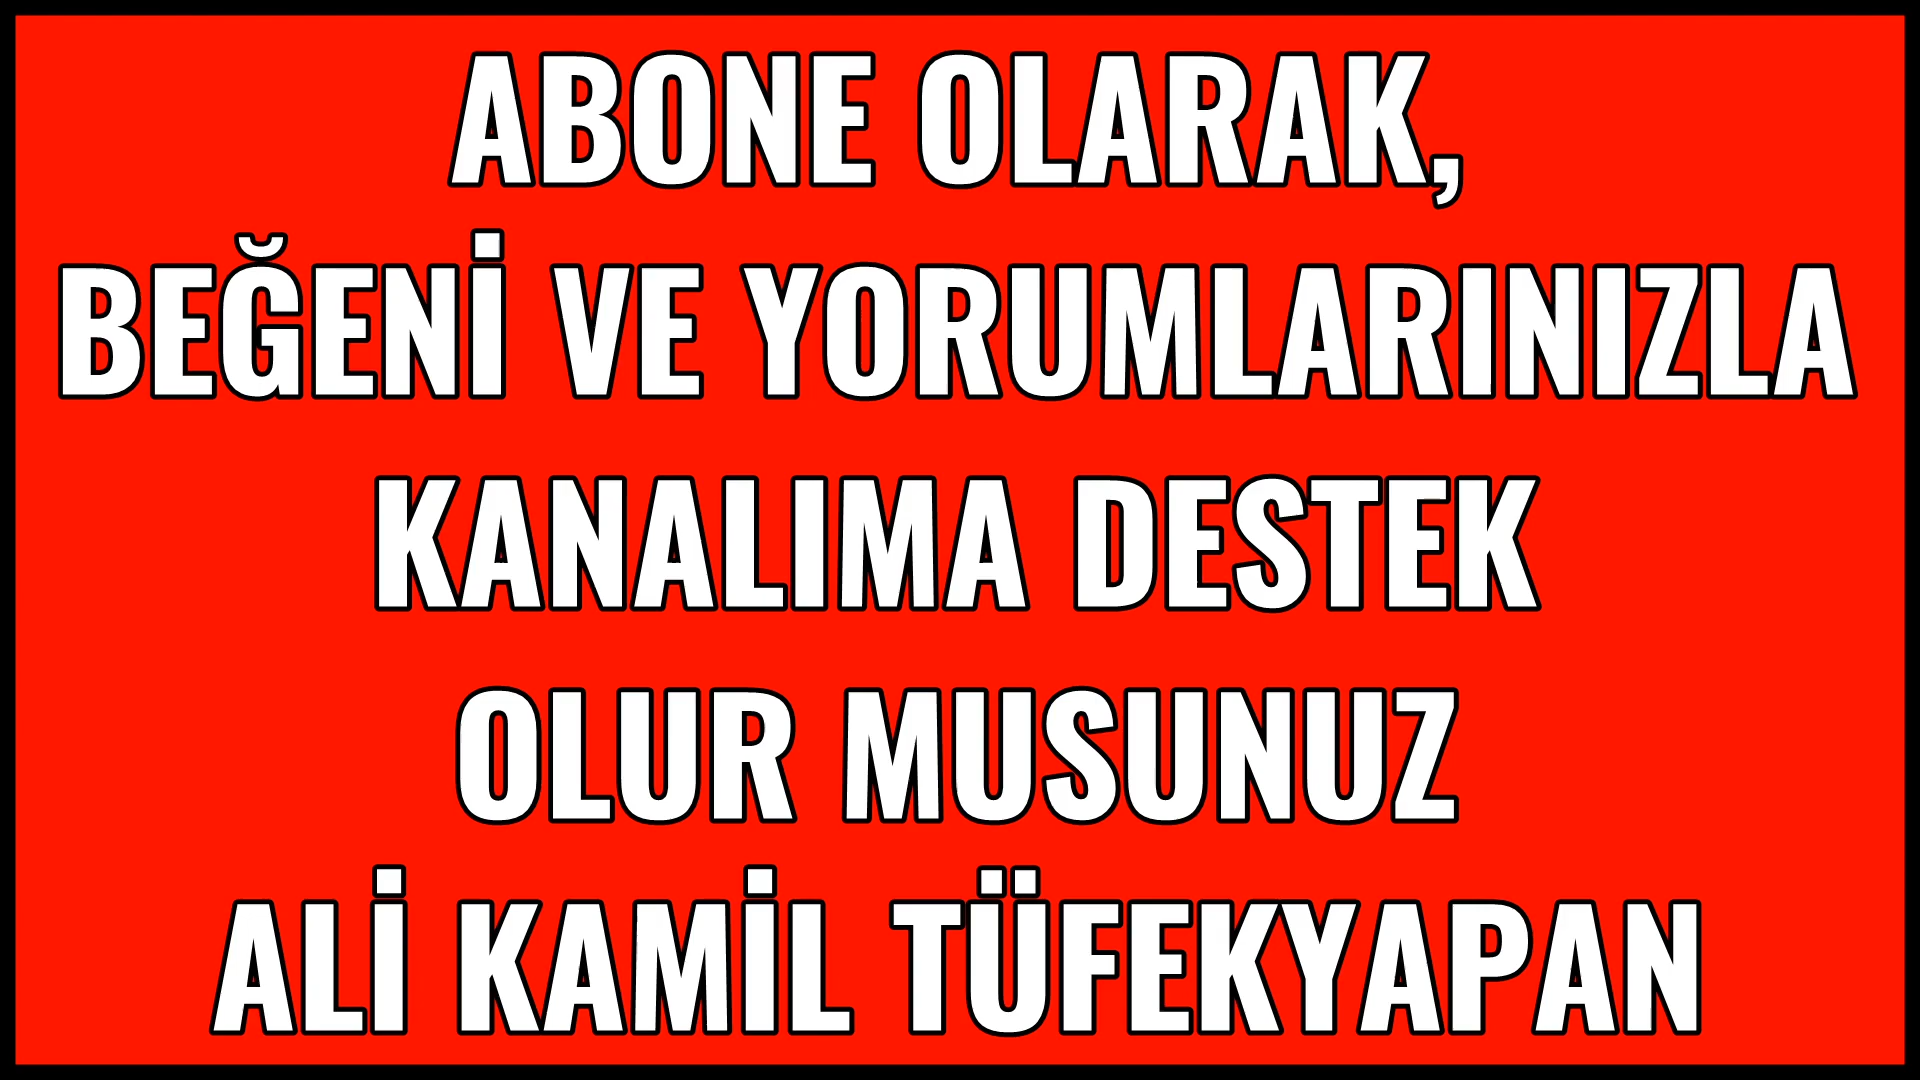 ABONE OLARAK,
BEĞENİ VE YORUMLARINIZLA
KANALIMA DESTEK
OLUR MUSUNUZ
ALİ KAMİL TÜFEKYAPAN